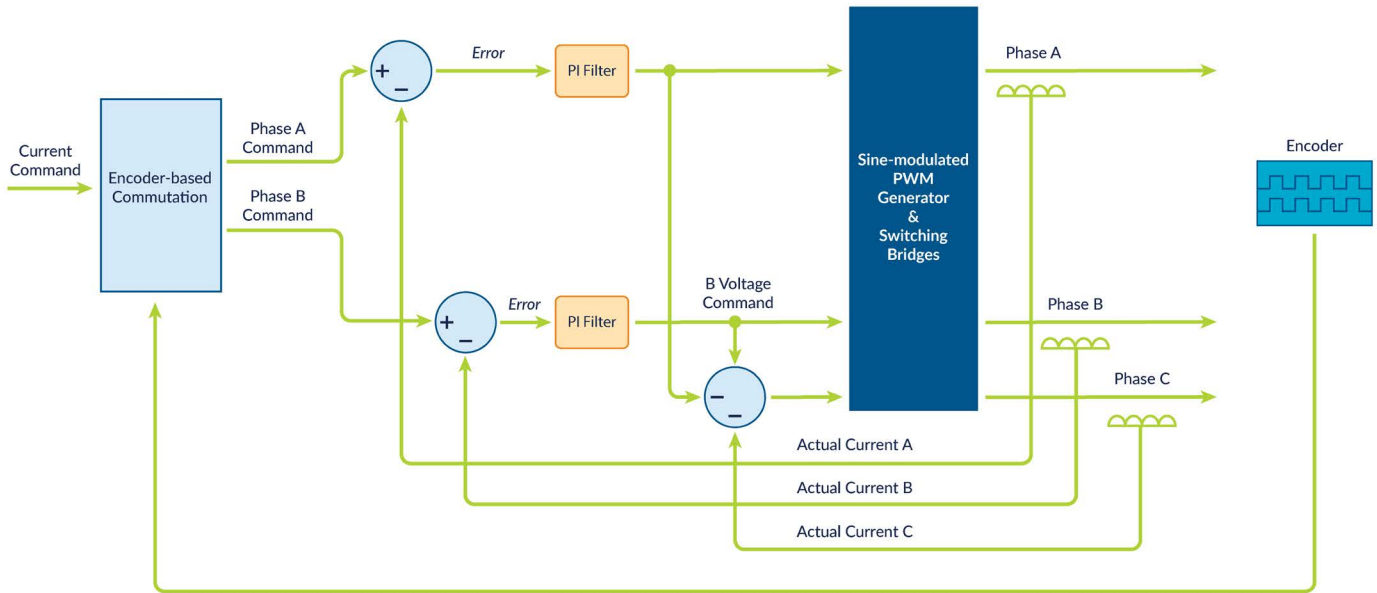 Current
Command
Encoder-based
Commutation
Phase A
Command
Phase B
Command
+
−
Error
PI Filter
+
−
Error
PI Filter
B Voltage
Command
−
−
Sine-modulated
PWM
Generator
&
Switching
Bridges
Phase A
Phase B
Phase C
Encoder
Actual Current A
Actual Current B
Actual Current C